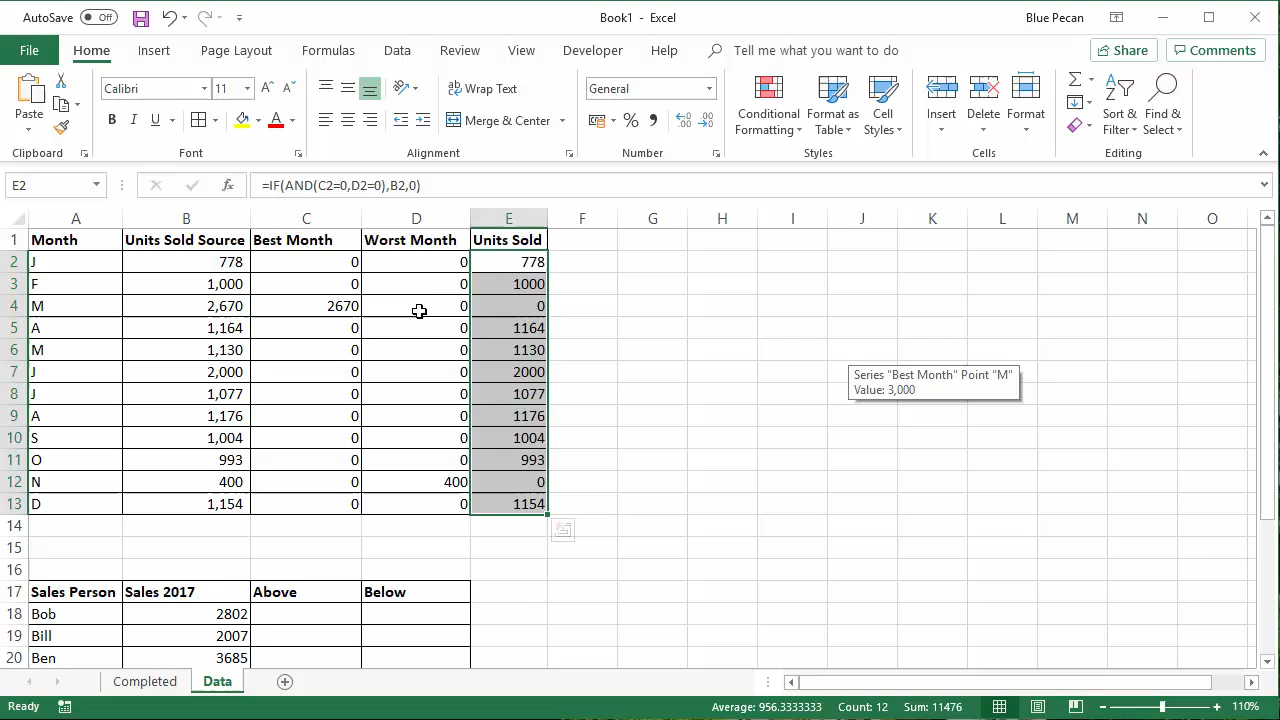 AutoSave Off Book1 - Excel Blue Pecan
File Home Insert Page Layout Formulas Data Review View Developer Help Tell me what you want to do Share Comments
Calibri 11 Wrap Text General
Paste B I U A Merge & Center % , Conditional Formatting Format as Table Cell Styles Insert Delete Format Sort & Filter Find & Select
Clipboard Font Alignment Number Styles Cells Editing
E2 fx =IF(AND(C2=0,D2=0),B2,0)
A B C D E F G H I J K L M N O
1 Month Units Sold Source Best Month Worst Month Units Sold
2 J 778 0 0 778
3 F 1,000 0 0 1000
4 M 2,670 2670 0 0
5 A 1,164 0 0 1164
6 M 1,130 0 0 1130
7 J 2,000 0 0 2000
8 J 1,077 0 0 1077
9 A 1,176 0 0 1176
10 S 1,004 0 0 1004
11 O 993 0 0 993
12 N 400 0 400 0
13 D 1,154 0 0 1154
Series "Best Month" Point "M"
Value: 3,000
14
15
16
17 Sales Person Sales 2017 Above Below
18 Bob 2802
19 Bill 2007
20 Ben 3685
Completed Data
Ready Average: 956.3333333 Count: 12 Sum: 11476 110%